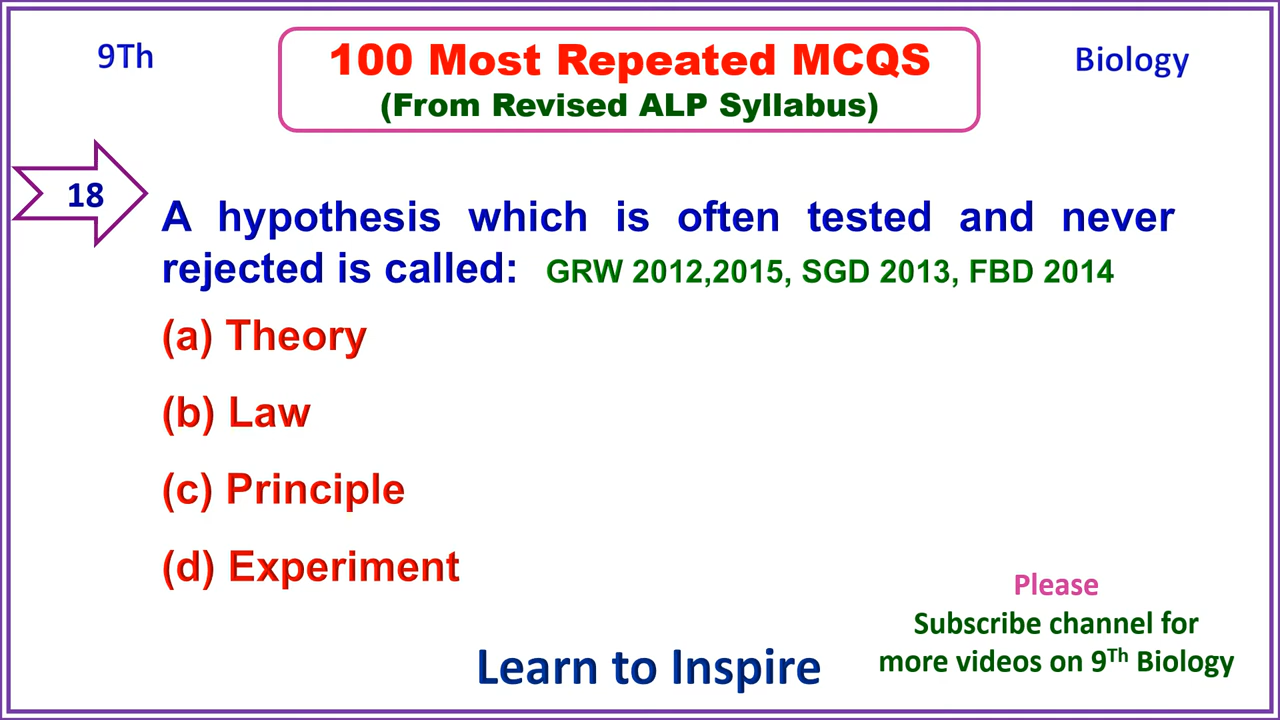 9Th
100 Most Repeated MCQS
Biology
(From Revised ALP Syllabus)
18
A hypothesis which is often tested and never
rejected is called: GRW 2012,2015, SGD 2013, FBD 2014
(a) Theory
(b) Law
(c) Principle
(d) Experiment
Please
Subscribe channel for
more videos on 9Th Biology
Learn to Inspire